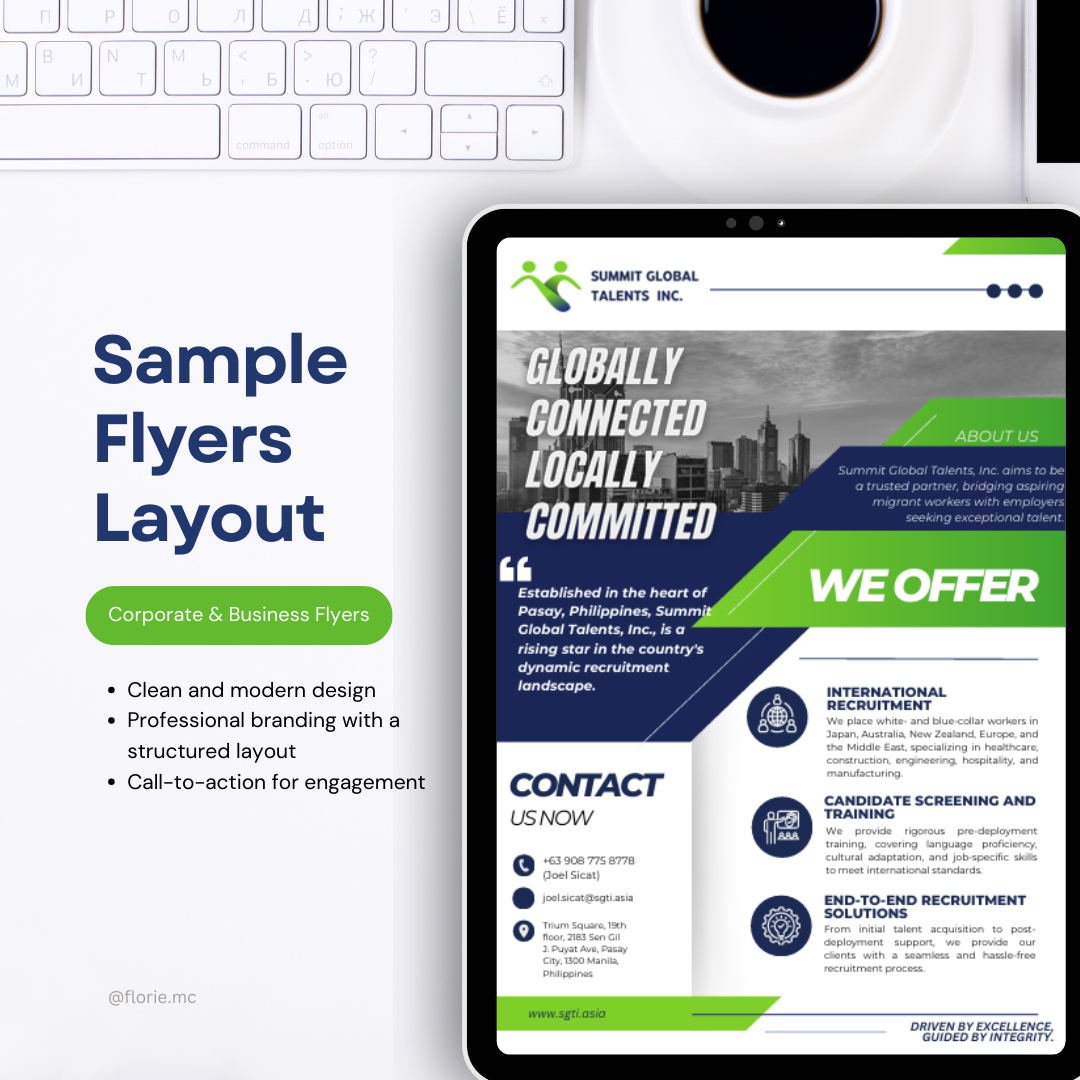 П Р О Л Д ; Ж Э \ Ё
М B И N Т M Ь < , Б > . Ю ? /
command alt option
Sample
Flyers
Layout
Corporate & Business Flyers
• Clean and modern design
• Professional branding with a
structured layout
• Call-to-action for engagement
@florie.mc
SUMMIT GLOBAL
TALENTS INC.
GLOBALLY
CONNECTED
LOCALLY
COMMITTED
ABOUT US
Summit Global Talents, Inc. aims to be
a trusted partner, bridging aspiring
migrant workers with employers
seeking exceptional talent.
WE OFFER
“
Established in the heart of
Pasay, Philippines, Summit
Global Talents, Inc., is a
rising star in the country's
dynamic recruitment
landscape.
INTERNATIONAL
RECRUITMENT
We place white- and blue-collar workers in
Japan, Australia, New Zealand, Europe, and
the Middle East, specializing in healthcare,
construction, engineering, hospitality, and
manufacturing.
CANDIDATE SCREENING AND
TRAINING
We provide rigorous pre-deployment
training, covering language proficiency,
cultural adaptation, and job-specific skills
to meet international standards.
END-TO-END RECRUITMENT
SOLUTIONS
From initial talent acquisition to post-
deployment support, we provide our
clients with a seamless and hassle-free
recruitment process.
CONTACT
US NOW
+63 908 775 8778
(Joel Sicat)
joel.sicat@sgti.asia
Trium Square, 19th
floor, 2183 Sen Gil
J. Puyat Ave, Pasay
City, 1300 Manila,
Philippines
www.sgti.asia
DRIVEN BY EXCELLENCE,
GUIDED BY INTEGRITY.